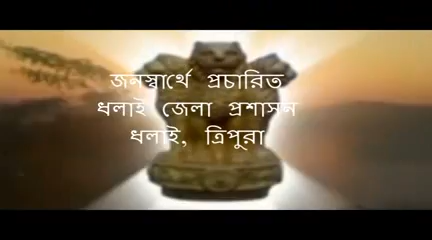 জনস্বার্থে প্রচারিত
ধলাই জেলা প্রশাসন
ধলাই, ত্রিপুরা